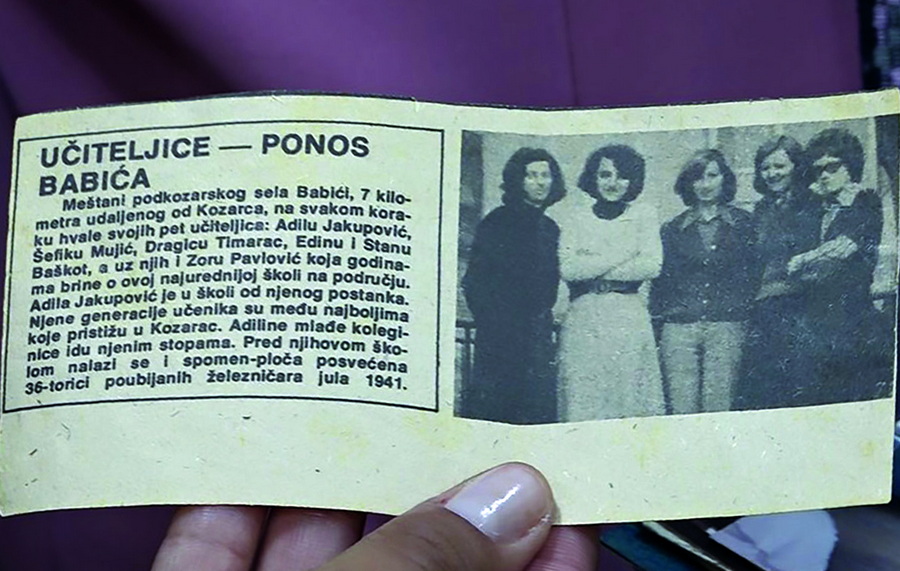 UČITELJICE — PONOS
BABIĆA
Meštani podkozarskog sela Babići, 7 kilo-
metra udaljenog od Kozarca, na svakom kora-
ku hvale svojih pet učiteljica: Adilu Jakupović,
Šefiku Mujić, Dragicu Timarac, Edinu i Stanu
Baškot, a uz njih i Zoru Pavlović koja godina-
ma brine o ovoj najurednijoj školi na području.
Adila Jakupović je u školi od njenog postanka.
Njene generacije učenika su među najboljima
koje pristižu u Kozarac. Adiline mlađe kolegi-
nice idu njenim stopama. Pred njihovom ško-
lom nalazi se i spomen-ploča posvećena
36-torici poubijanih železničara jula 1941.